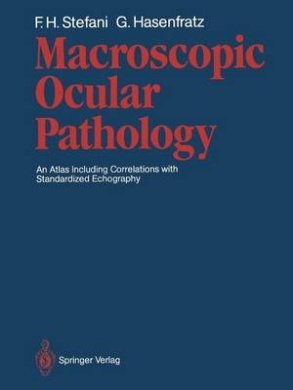 F. H. Stefani G. Hasenfratz
Macroscopic
Ocular
Pathology
An Atlas Including Correlations with
Standardized Echography
Springer Verlag